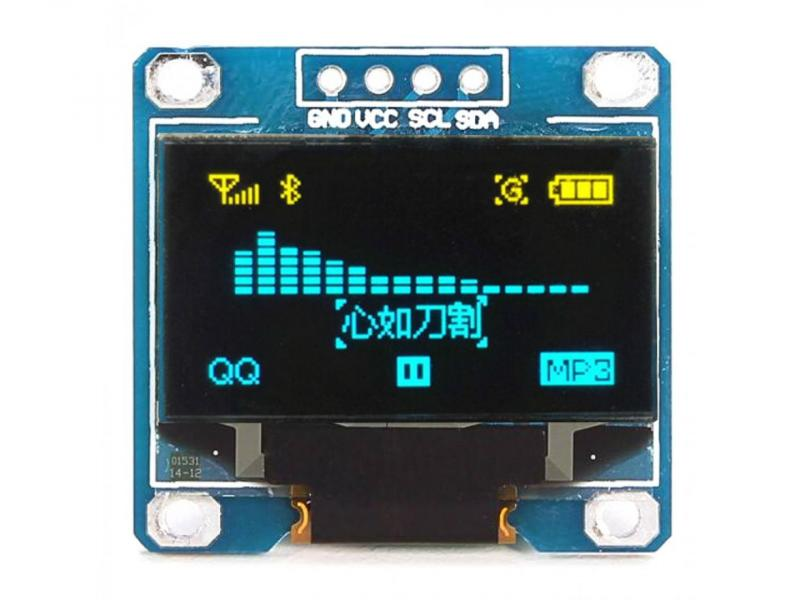 GND VCC SCL SDA
G
心如刀割
QQ MP3
01531
14-12